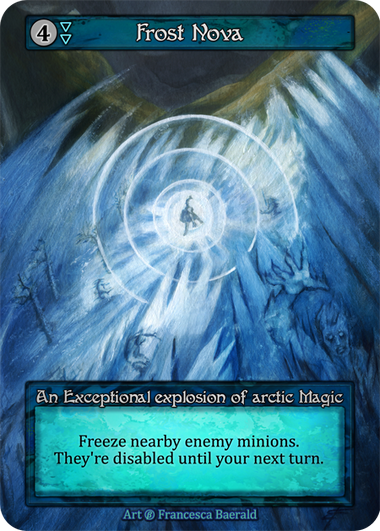 4
Frost Nova
An Exceptional explosion of arctic Magic
Freeze nearby enemy minions.
They're disabled until your next turn.
Art @ Francesca Baerald